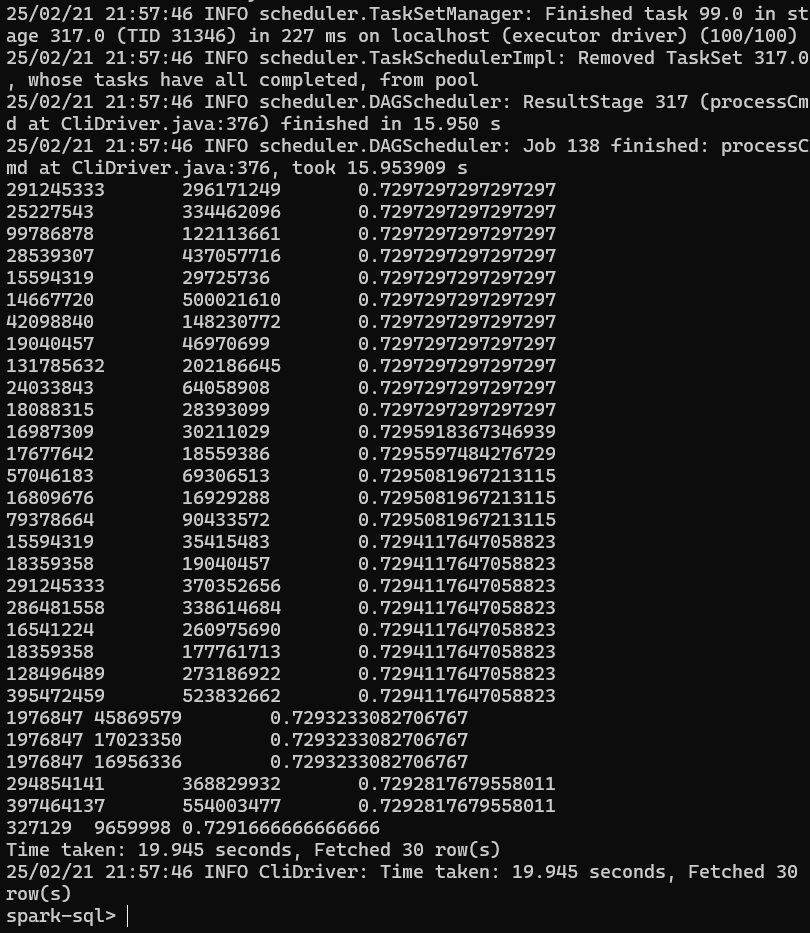 25/02/21 21:57:46 INFO scheduler.TaskSetManager: Finished task 99.0 in st
age 317.0 (TID 31346) in 227 ms on localhost (executor driver) (100/100)
25/02/21 21:57:46 INFO scheduler.TaskSchedulerImpl: Removed TaskSet 317.0
, whose tasks have all completed, from pool
25/02/21 21:57:46 INFO scheduler.DAGScheduler: ResultStage 317 (processCm
d at CliDriver.java:376) finished in 15.950 s
25/02/21 21:57:46 INFO scheduler.DAGScheduler: Job 138 finished: processC
md at CliDriver.java:376, took 15.953909 s
291245333       296171249       0.7297297297297297
25227543        334462096       0.7297297297297297
99786878        122113661       0.7297297297297297
28539307        437057716       0.7297297297297297
15594319        29725736        0.7297297297297297
14667720        500021610       0.7297297297297297
42098840        148230772       0.7297297297297297
19040457        46970699        0.7297297297297297
131785632       202186645       0.7297297297297297
24033843        64058908        0.7297297297297297
18088315        28393099        0.7297297297297297
16987309        30211029        0.7295918367346939
17677642        18559386        0.7295597484276729
57046183        69306513        0.7295081967213115
16809676        16929288        0.7295081967213115
79378664        90433572        0.7295081967213115
15594319        35415483        0.7294117647058823
18359358        19040457        0.7294117647058823
291245333       370352656       0.7294117647058823
286481558       338614684       0.7294117647058823
16541224        260975690       0.7294117647058823
18359358        177761713       0.7294117647058823
128496489       273186922       0.7294117647058823
395472459       523832662       0.7294117647058823
1976847 45869579        0.7293233082706767
1976847 17023350        0.7293233082706767
1976847 16956336        0.7293233082706767
294854141       368829932       0.7292817679558011
397464137       554003477       0.7292817679558011
327129  9659998 0.7291666666666666
Time taken: 19.945 seconds, Fetched 30 row(s)
25/02/21 21:57:46 INFO CliDriver: Time taken: 19.945 seconds, Fetched 30
row(s)
spark-sql>